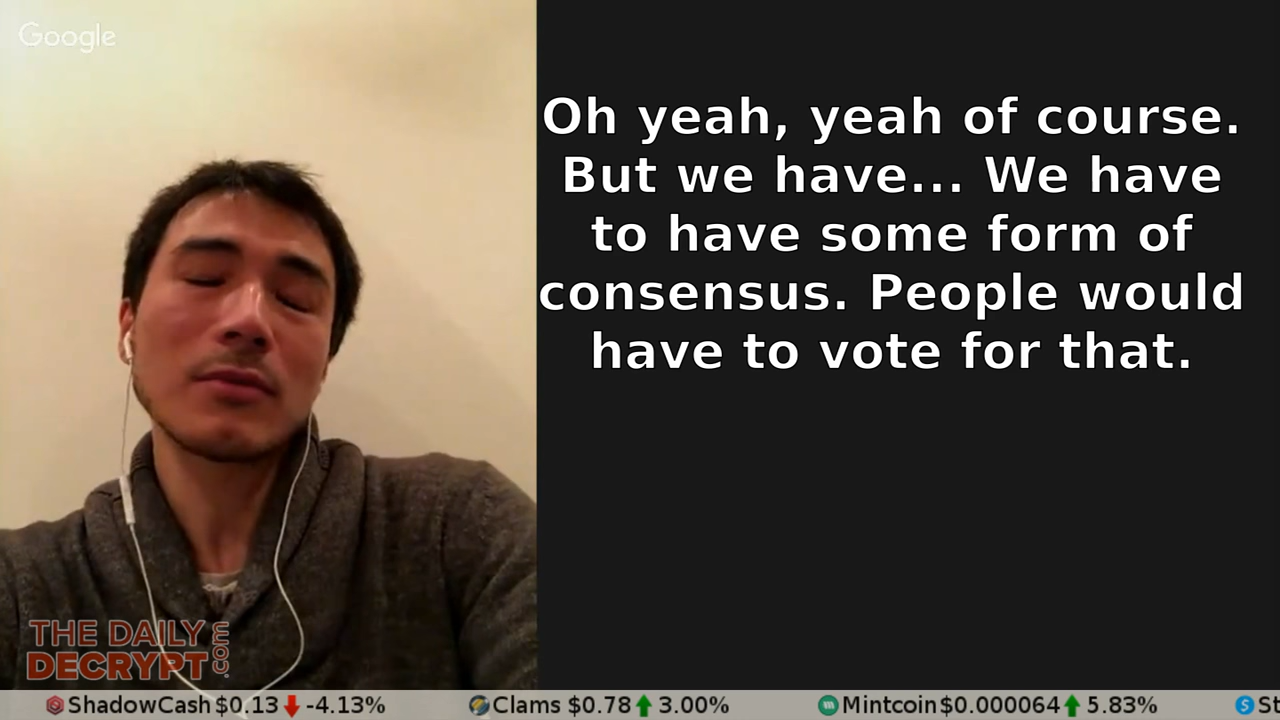 Google
Oh yeah, yeah of course.
But we have... We have
to have some form of
consensus. People would
have to vote for that.
THE DAILY
DECRYPT
.com
ShadowCash $0.13 -4.13% Clams $0.78 3.00% Mintcoin $0.000064 5.83% St